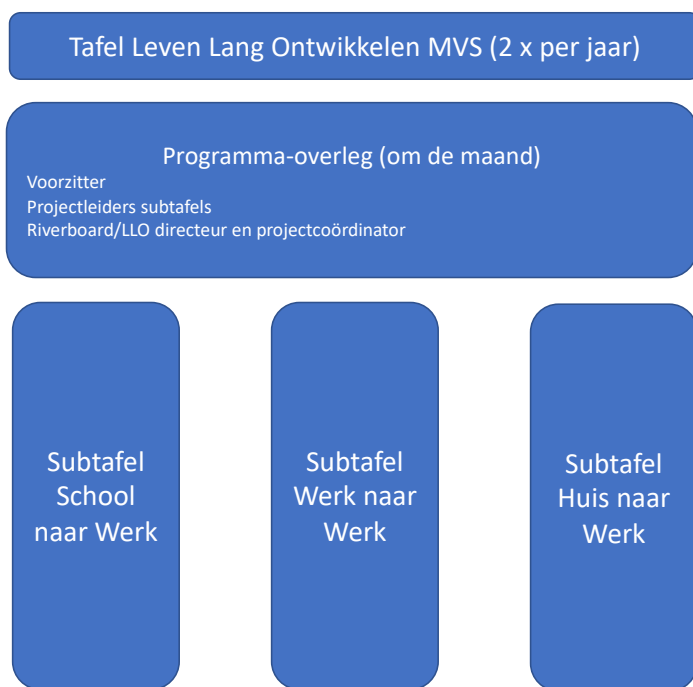 Tafel Leven Lang Ontwikkelen MVS (2 x per jaar)
Programma-overleg (om de maand)
Voorzitter
Projectleiders subtafels
Riverboard/LLO directeur en projectcoördinator
Subtafel
School
naar Werk
Subtafel
Werk naar
Werk
Subtafel
Huis naar
Werk